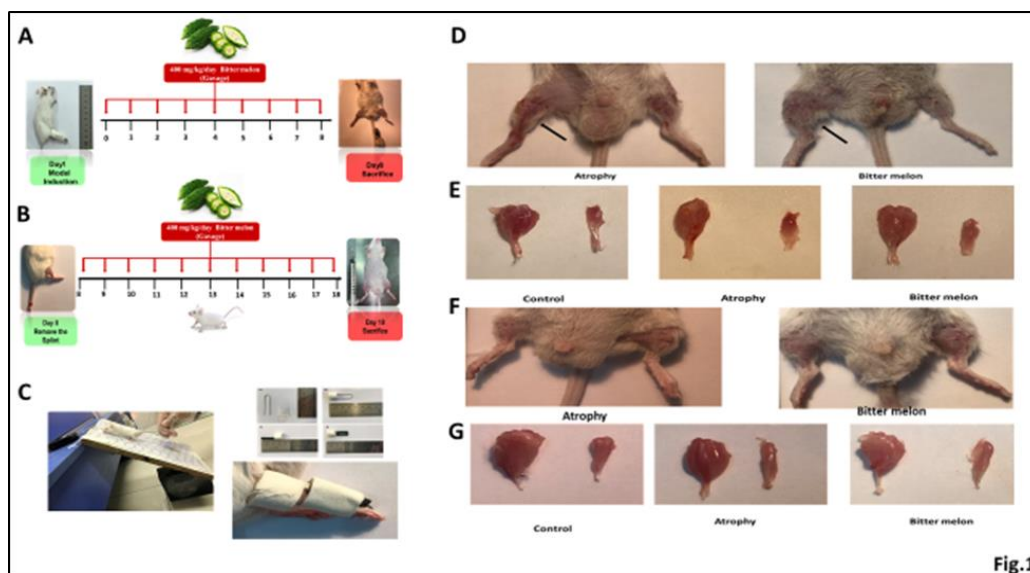 A
400 mg/kg/day Bitter melon
(Gavage)
0 1 2 3 4 5 6 7 8
Day1
Model
Induction
Day8
Sacrifice
B
400 mg/kg/day Bitter melon
(Gavage)
8 9 10 11 12 13 14 15 16 17 18
Day 8
Remove the
Splint
Day 18
Sacrifice
C
D
Atrophy
Bitter melon
E
Control
Atrophy
Bitter melon
F
Atrophy
Bitter melon
G
Control
Atrophy
Bitter melon
Fig.1